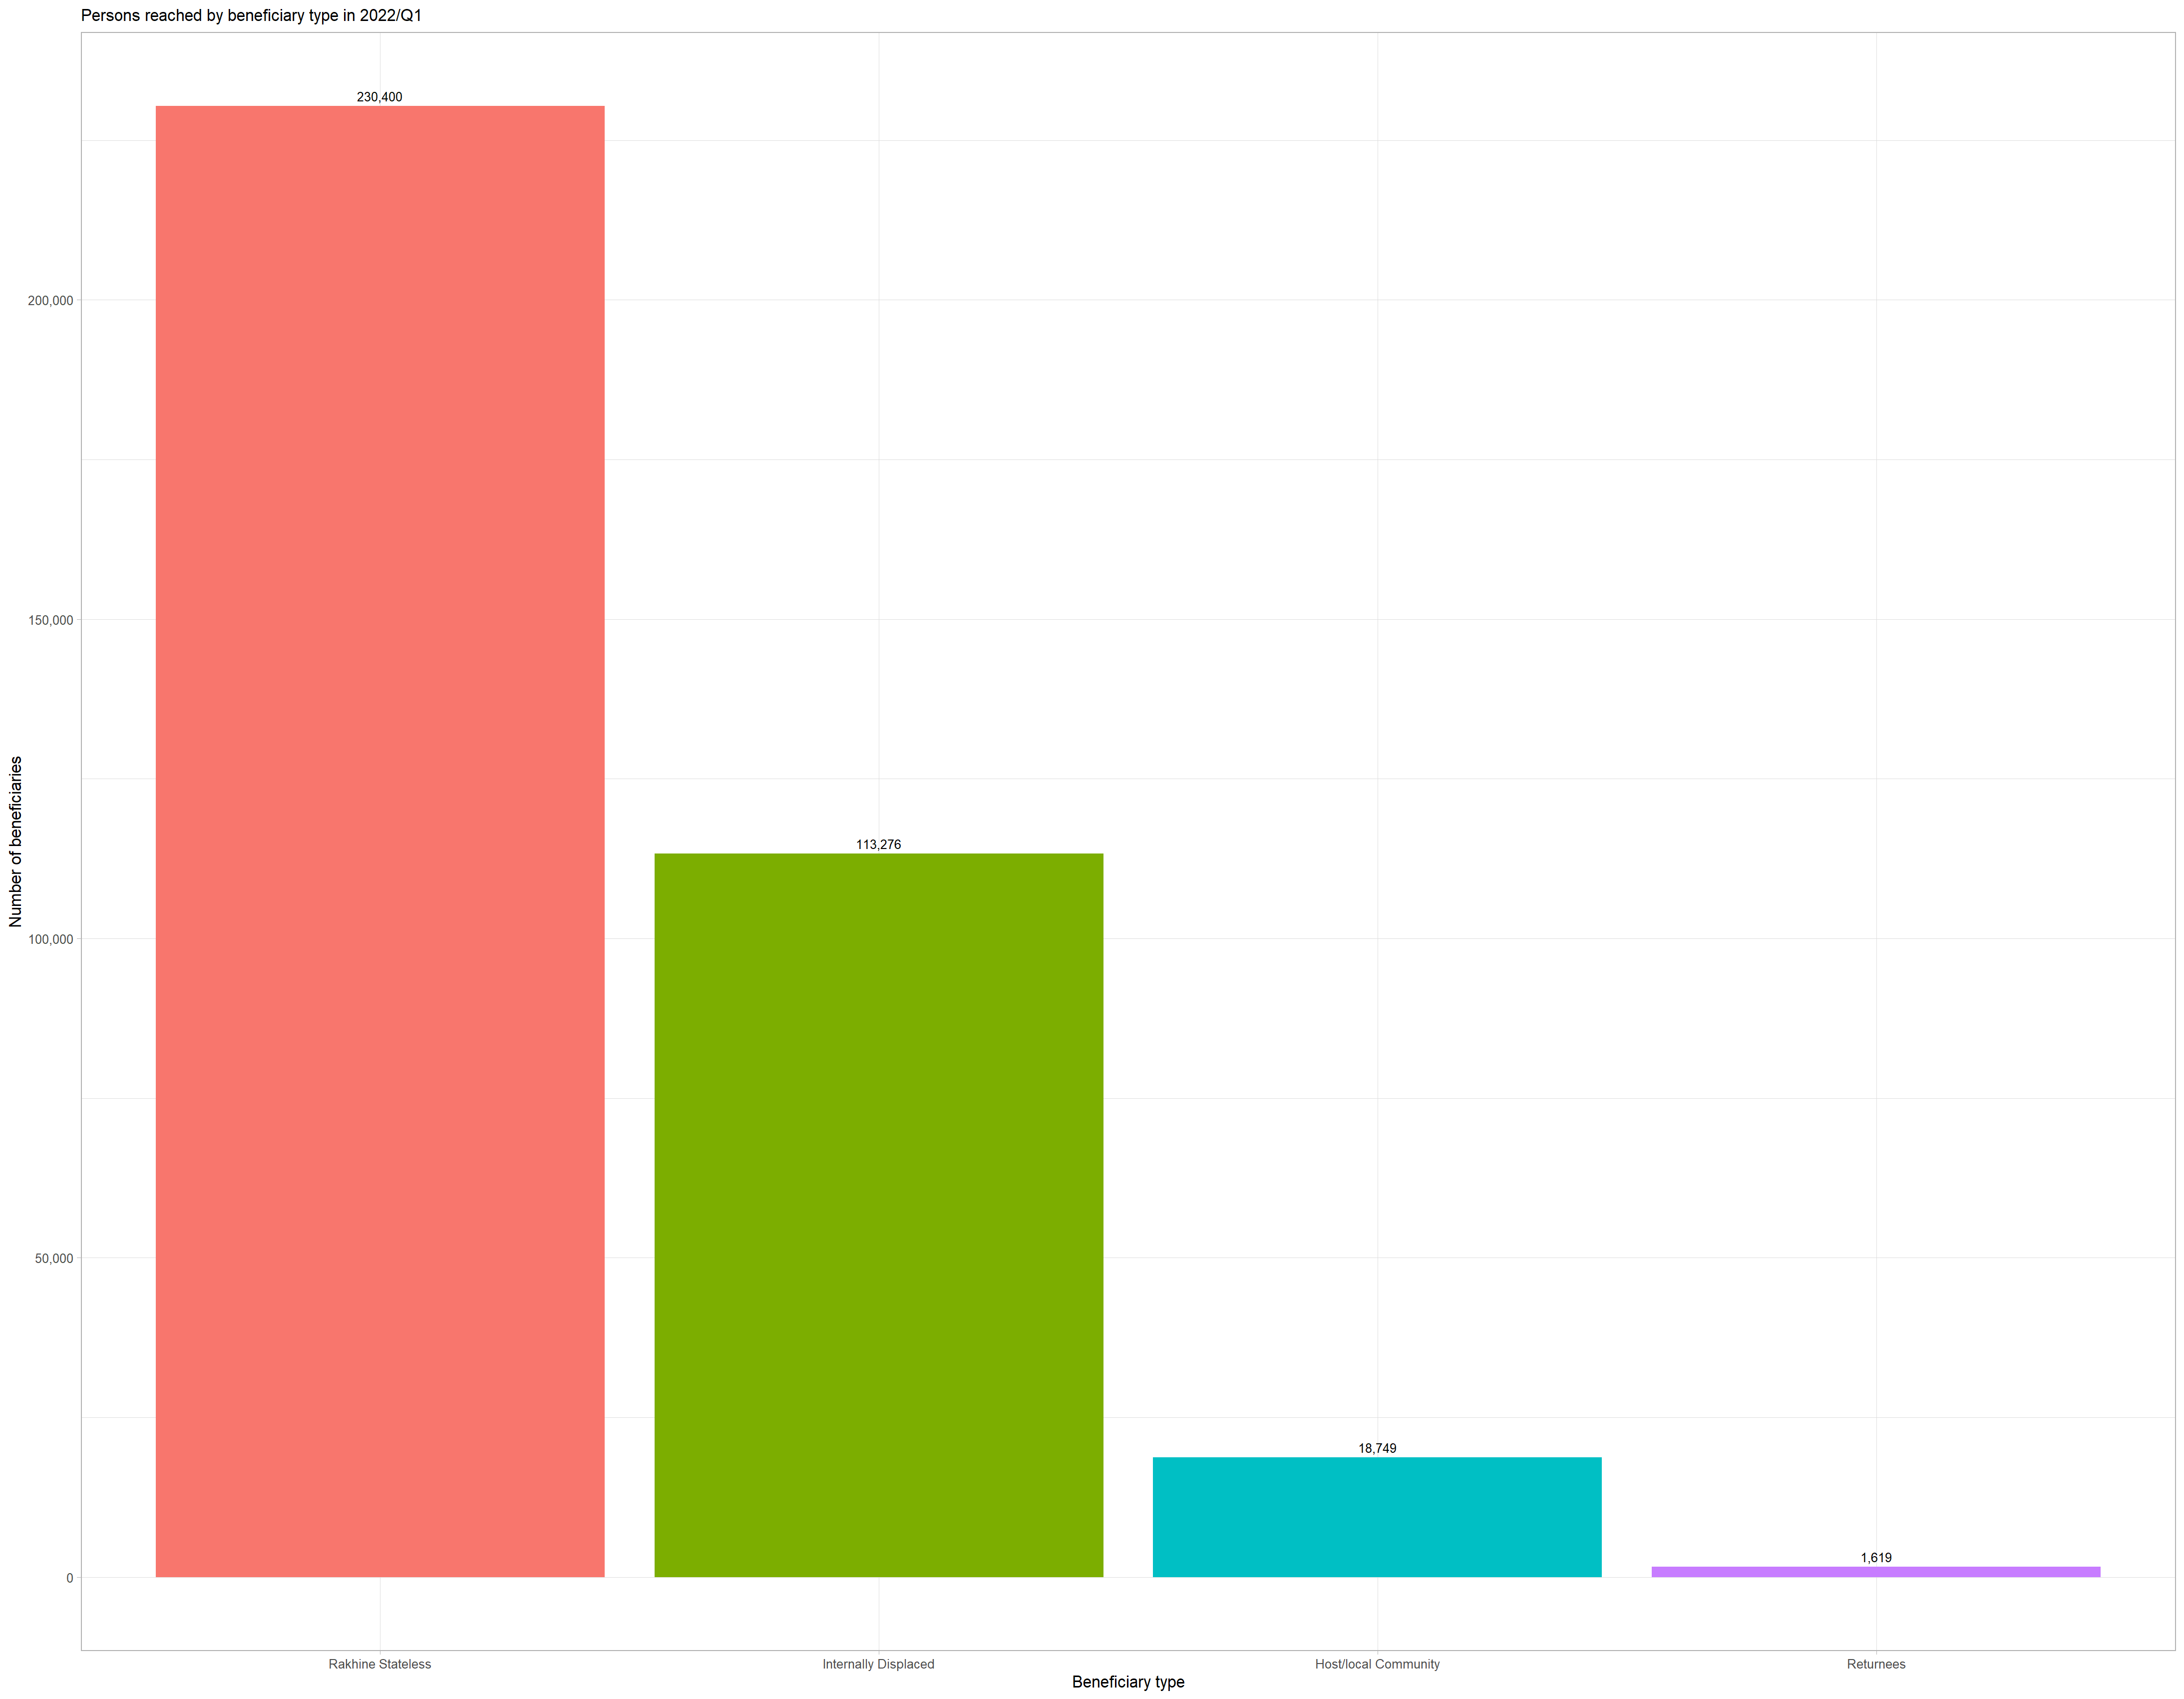 Persons reached by beneficiary type in 2022/Q1
230,400
200,000
150,000
113,276
Number of beneficiaries
100,000
50,000
18,749
1,619
0
Rakhine Stateless
Internally Displaced
Host/local Community
Returnees
Beneficiary type